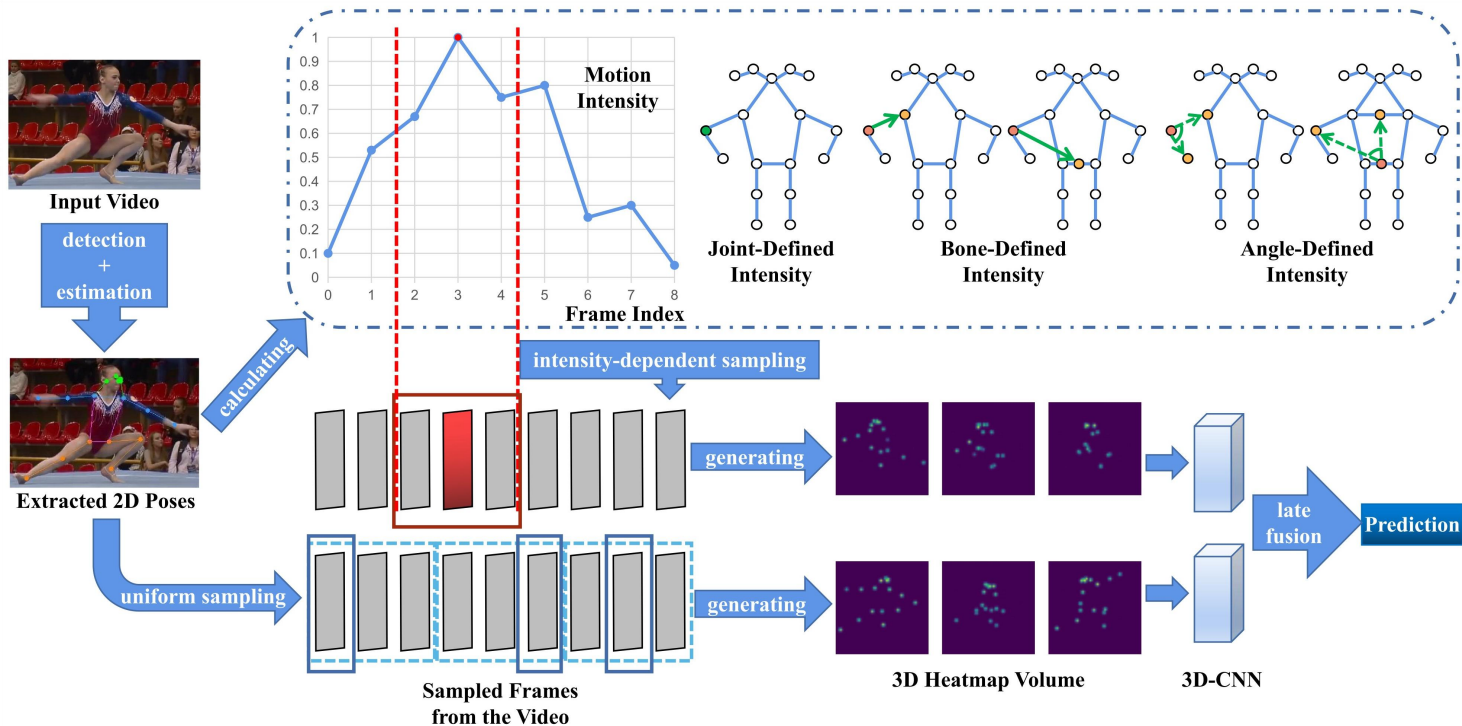 Input Video
detection
+
estimation
Extracted 2D Poses
calculating
1
0.9
0.8
0.7
0.6
0.5
0.4
0.3
0.2
0.1
0
0 1 2 3 4 5 6 7 8
Motion
Intensity
Frame Index
Joint-Defined
Intensity
Bone-Defined
Intensity
Angle-Defined
Intensity
intensity-dependent sampling
generating
uniform sampling
generating
Sampled Frames
from the Video
3D Heatmap Volume
3D-CNN
late
fusion
Prediction